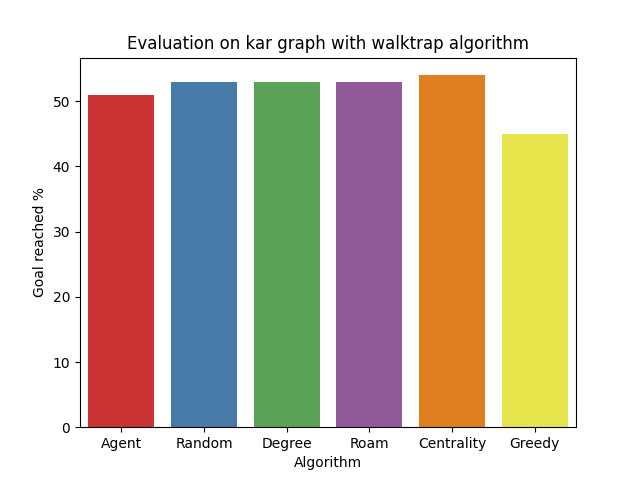 Evaluation on kar graph with walktrap algorithm
Goal reached %
50
40
30
20
10
0
Agent Random Degree Roam Centrality Greedy
Algorithm